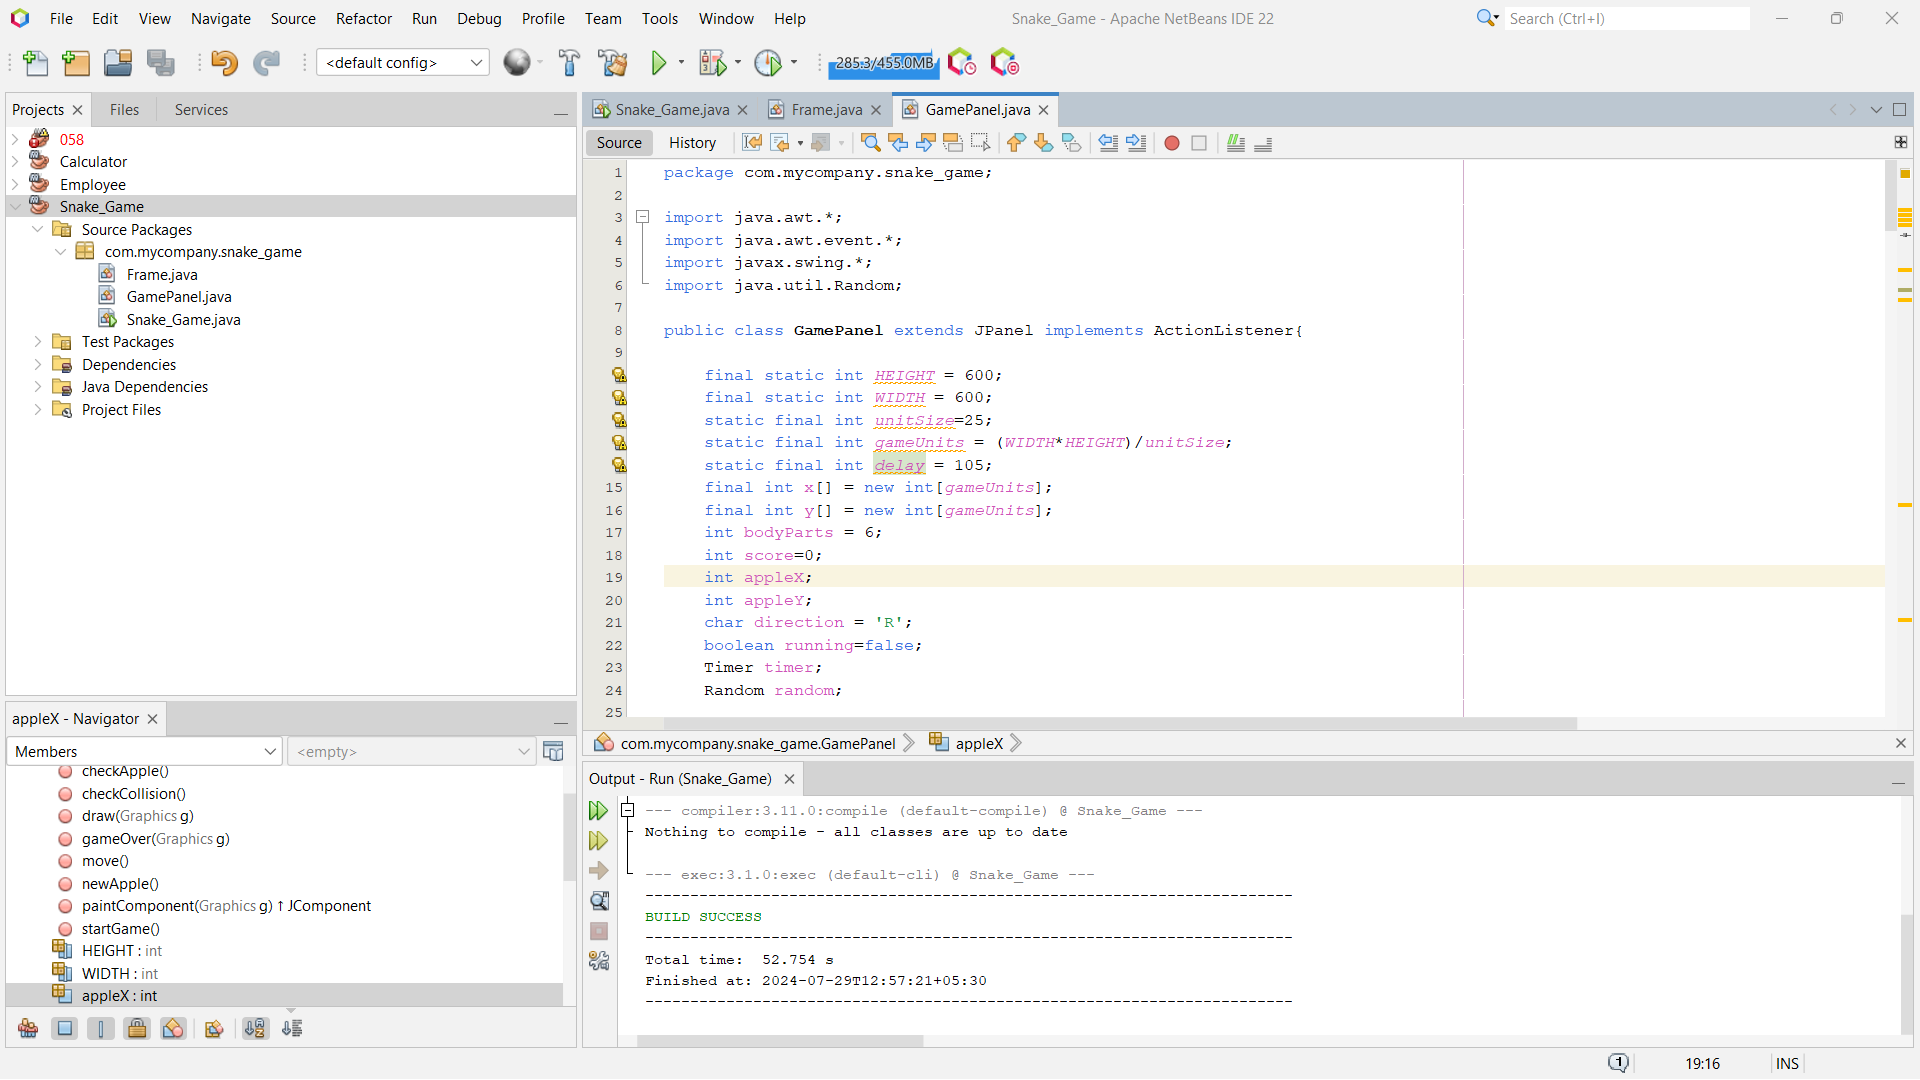 File Edit View Navigate Source Refactor Run Debug Profile Team Tools Window Help
Snake_Game - Apache NetBeans IDE 22
Search (Ctrl+I)
<default config>
285.3/455.0MB
Projects
Files
Services
058
Calculator
Employee
Snake_Game
Source Packages
com.mycompany.snake_game
Frame.java
GamePanel.java
Snake_Game.java
Test Packages
Dependencies
Java Dependencies
Project Files
appleX - Navigator
Members
<empty>
checkApple()
checkCollision()
draw(Graphics g)
gameOver(Graphics g)
move()
newApple()
paintComponent(Graphics g) ↑ JComponent
startGame()
HEIGHT : int
WIDTH : int
appleX : int
Snake_Game.java
Frame.java
GamePanel.java
Source
History
1 package com.mycompany.snake_game;
2
3 import java.awt.*;
4 import java.awt.event.*;
5 import javax.swing.*;
6 import java.util.Random;
7
8 public class GamePanel extends JPanel implements ActionListener{
9
final static int HEIGHT = 600;
final static int WIDTH = 600;
static final int unitSize=25;
static final int gameUnits = (WIDTH*HEIGHT)/unitSize;
static final int delay = 105;
15 final int x[] = new int[gameUnits];
16 final int y[] = new int[gameUnits];
17 int bodyParts = 6;
18 int score=0;
19 int appleX;
20 int appleY;
21 char direction = 'R';
22 boolean running=false;
23 Timer timer;
24 Random random;
25
com.mycompany.snake_game.GamePanel
appleX
Output - Run (Snake_Game)
--- compiler:3.11.0:compile (default-compile) @ Snake_Game ---
Nothing to compile - all classes are up to date
--- exec:3.1.0:exec (default-cli) @ Snake_Game ---
------------------------------------------------------------------------
BUILD SUCCESS
------------------------------------------------------------------------
Total time:  52.754 s
Finished at: 2024-07-29T12:57:21+05:30
------------------------------------------------------------------------
1
19:16
INS